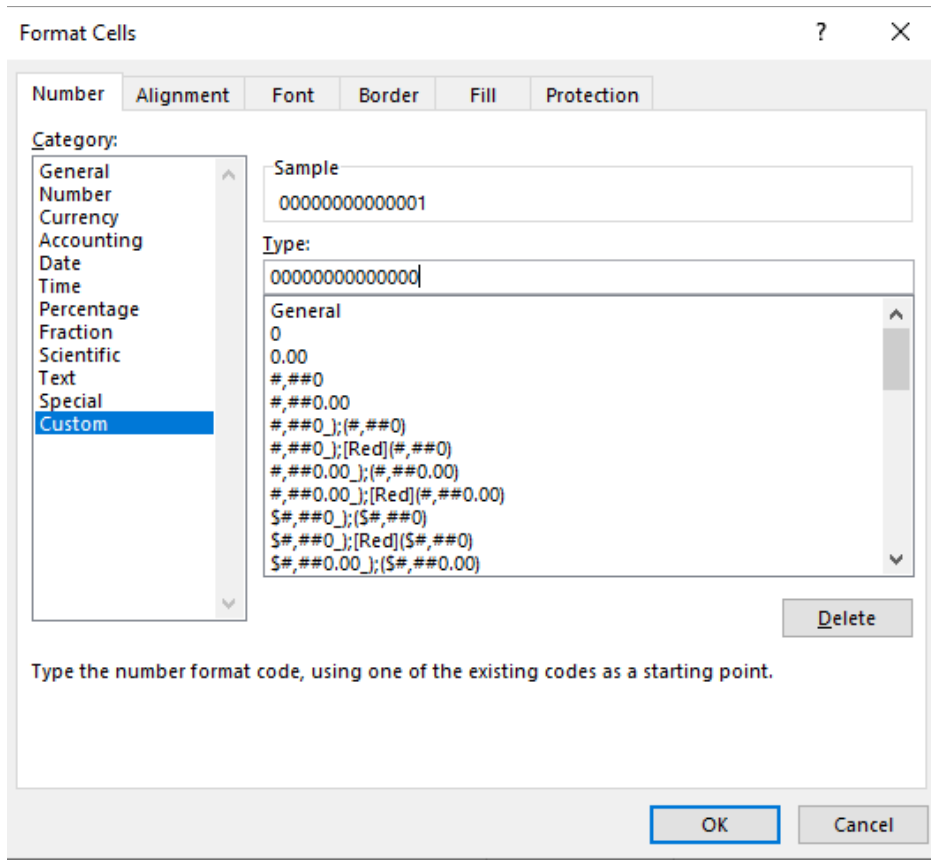 Format Cells
?
Number
Alignment
Font
Border
Fill
Protection
Category:
General
Number
Currency
Accounting
Date
Time
Percentage
Fraction
Scientific
Text
Special
Custom
Sample
00000000000001
Type:
00000000000000
General
0
0.00
#,##0
#,##0.00
#,##0_);(#,##0)
#,##0_);[Red](#,##0)
#,##0.00_);(#,##0.00)
#,##0.00_);[Red](#,##0.00)
$#,##0_);($#,##0)
$#,##0_);[Red]($#,##0)
$#,##0.00_);($#,##0.00)
Delete
Type the number format code, using one of the existing codes as a starting point.
OK
Cancel